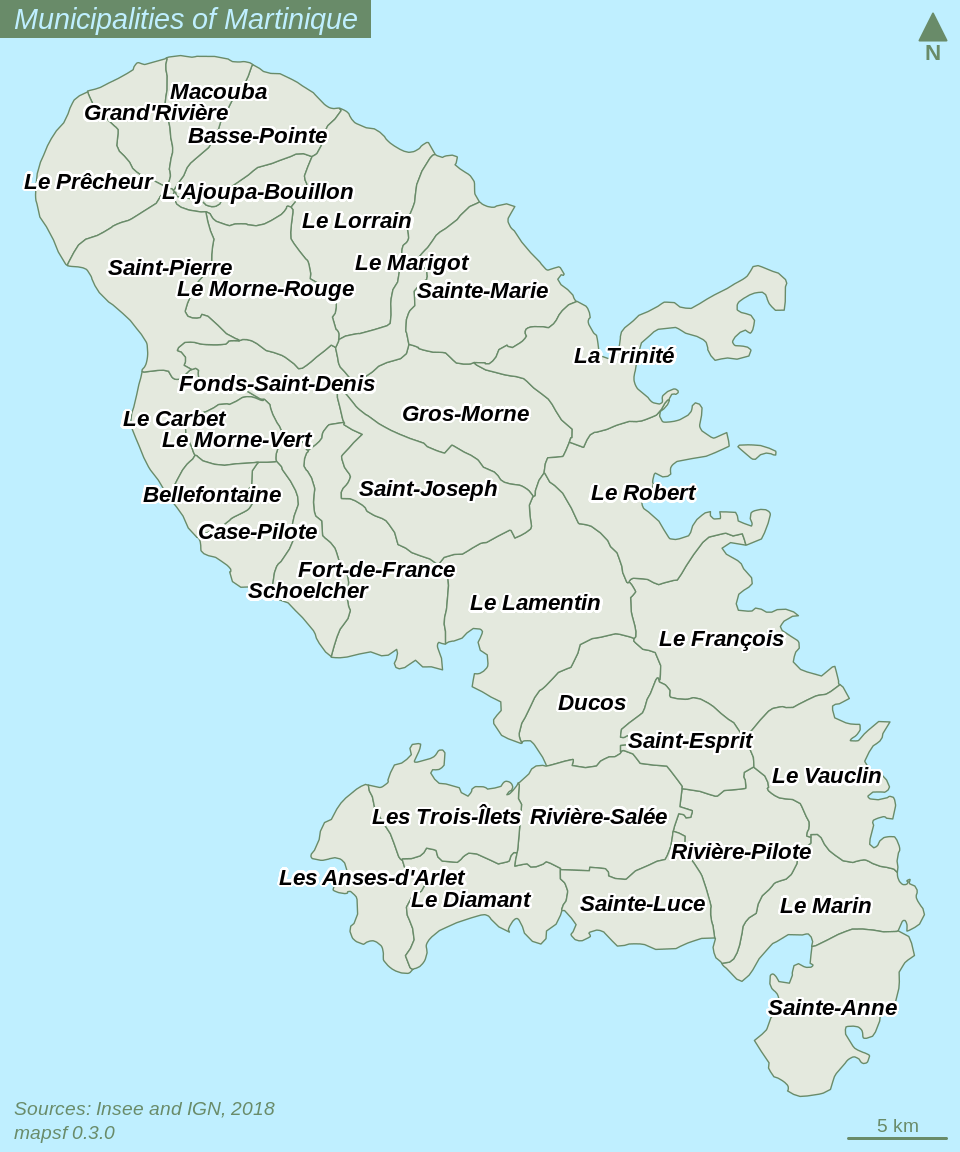 Municipalities of Martinique
N
Macouba
Grand'Rivière
Basse-Pointe
Le Prêcheur
L'Ajoupa-Bouillon
Le Lorrain
Le Marigot
Saint-Pierre
Le Morne-Rouge
Sainte-Marie
La Trinité
Fonds-Saint-Denis
Gros-Morne
Le Carbet
Le Morne-Vert
Saint-Joseph
Le Robert
Bellefontaine
Case-Pilote
Fort-de-France
Schoelcher
Le Lamentin
Le François
Ducos
Saint-Esprit
Le Vauclin
Les Trois-Îlets
Rivière-Salée
Rivière-Pilote
Les Anses-d'Arlet
Le Diamant
Sainte-Luce
Le Marin
Sainte-Anne
Sources: Insee and IGN, 2018
mapsf 0.3.0
5 km